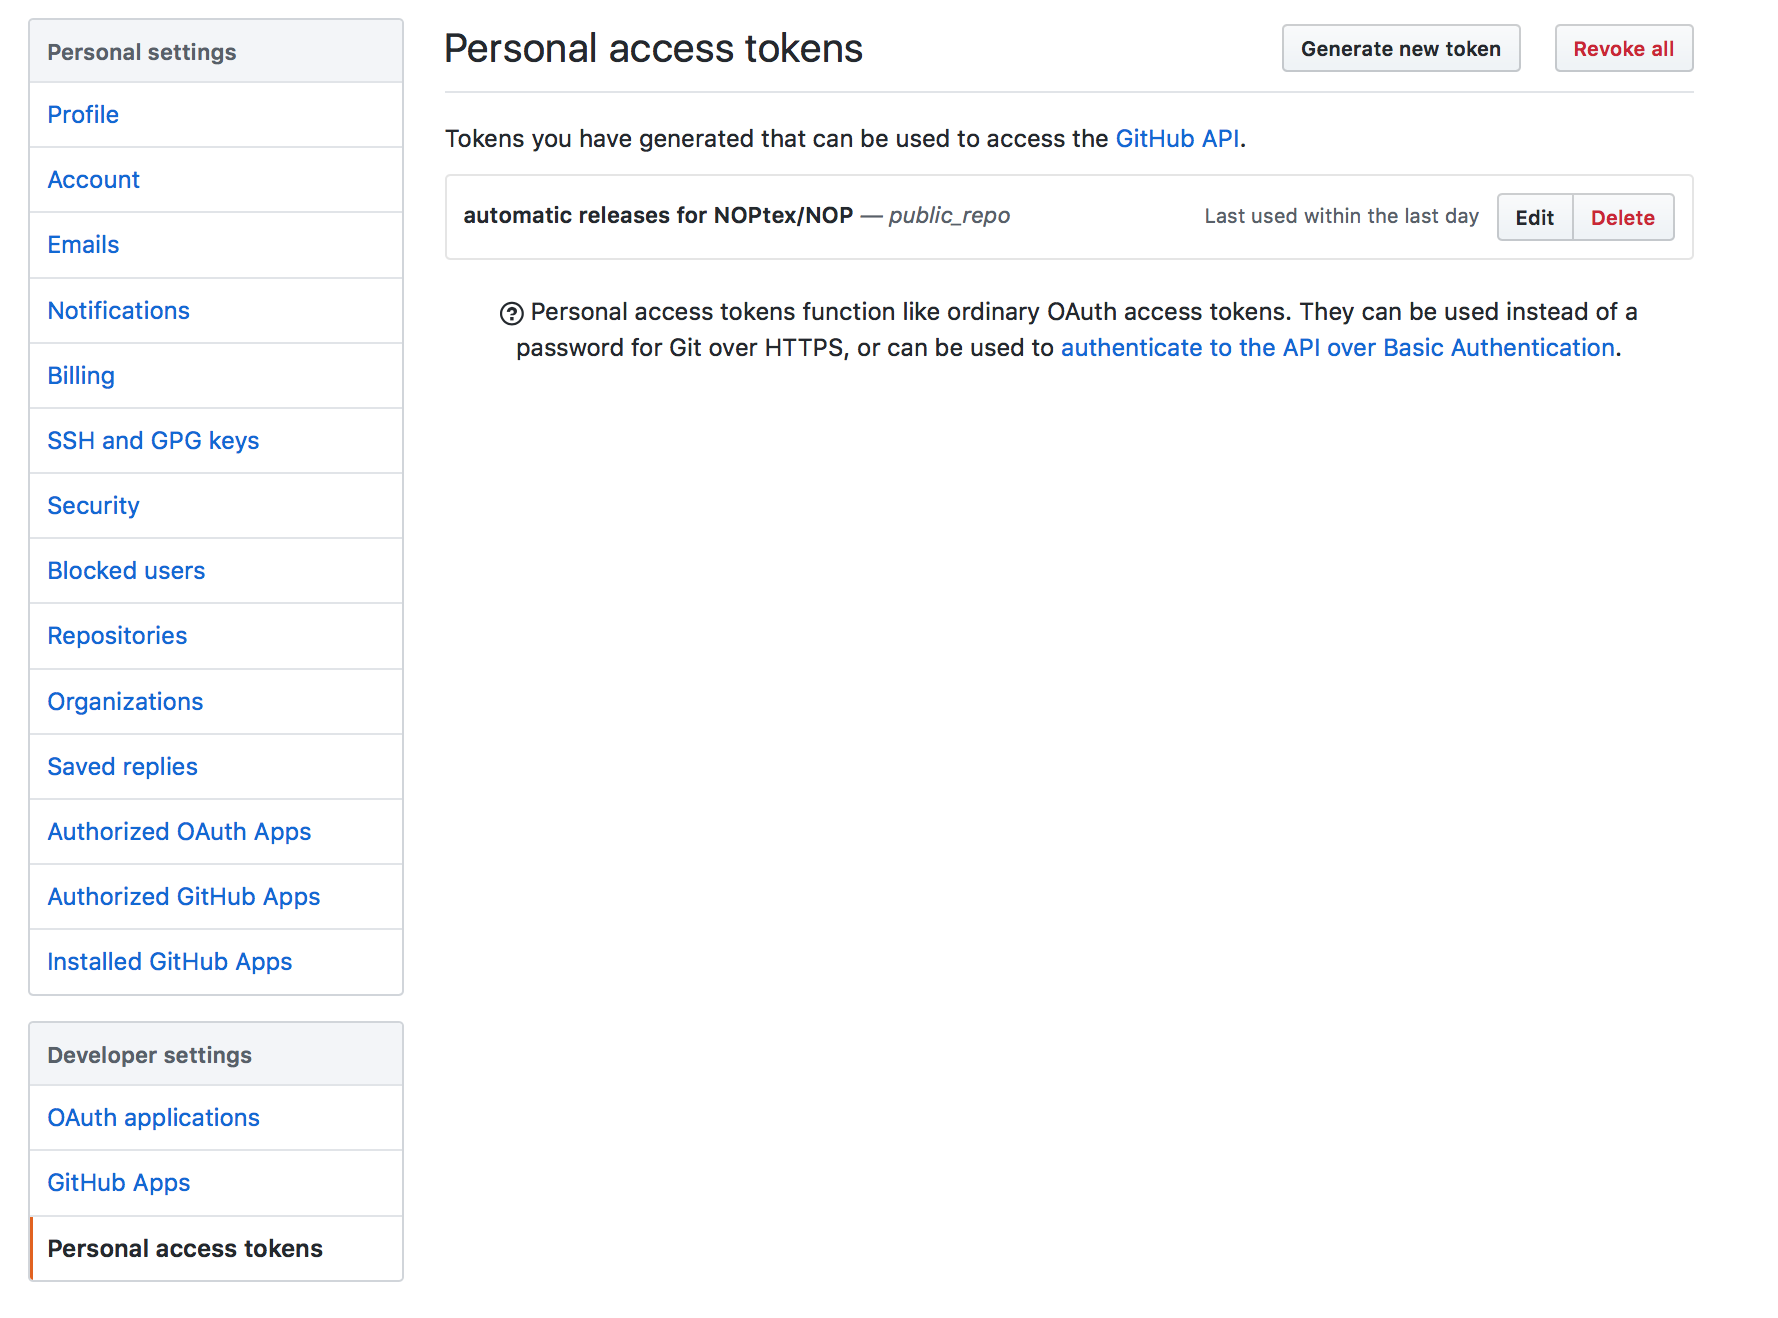 Personal settings
Profile
Account
Emails
Notifications
Billing
SSH and GPG keys
Security
Blocked users
Repositories
Organizations
Saved replies
Authorized OAuth Apps
Authorized GitHub Apps
Installed GitHub Apps
Developer settings
OAuth applications
GitHub Apps
Personal access tokens
Personal access tokens
Generate new token
Revoke all
Tokens you have generated that can be used to access the GitHub API.
automatic releases for NOPtex/NOP — public_repo
Last used within the last day
Edit
Delete
Personal access tokens function like ordinary OAuth access tokens. They can be used instead of a
password for Git over HTTPS, or can be used to authenticate to the API over Basic Authentication.